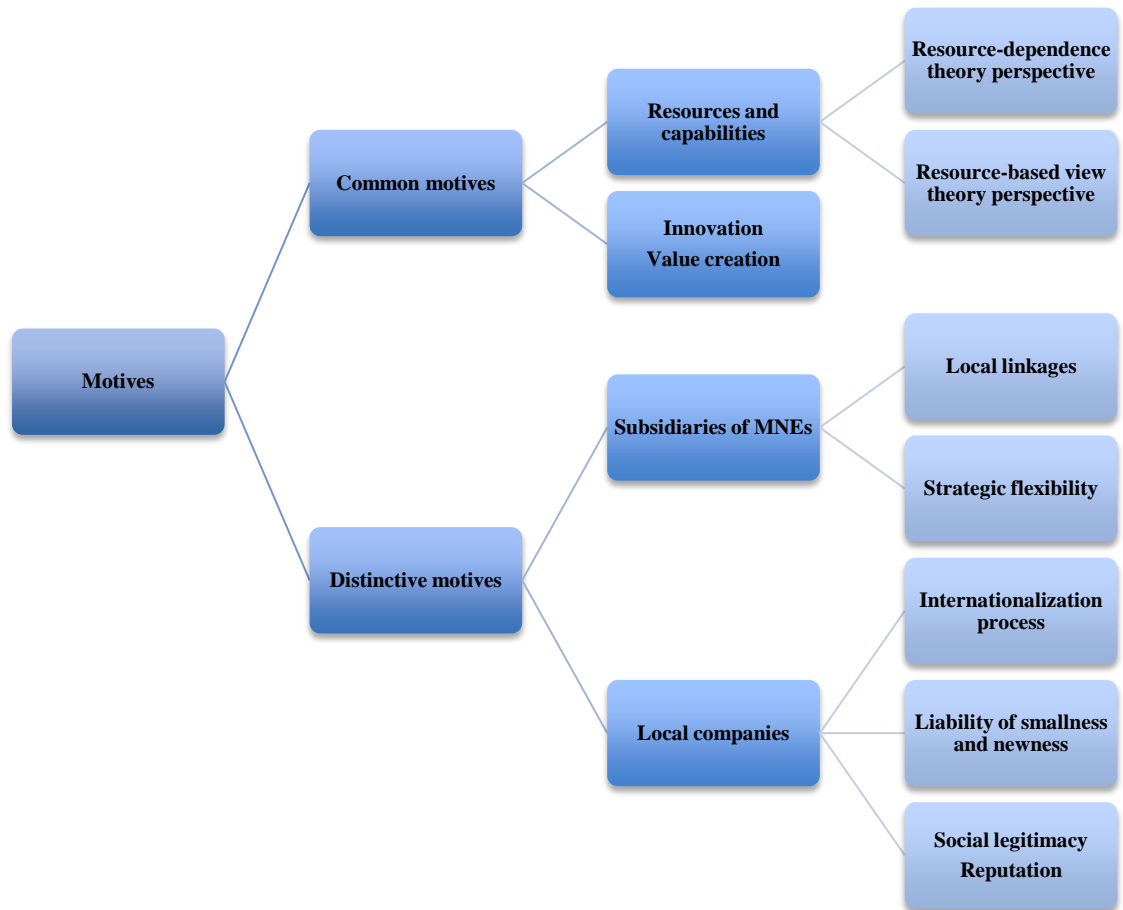 Motives
Common motives
Resources and
capabilities
Resource-dependence
theory perspective
Resource-based view
theory perspective
Innovation
Value creation
Distinctive motives
Subsidiaries of MNEs
Local linkages
Strategic flexibility
Local companies
Internationalization
process
Liability of smallness
and newness
Social legitimacy
Reputation